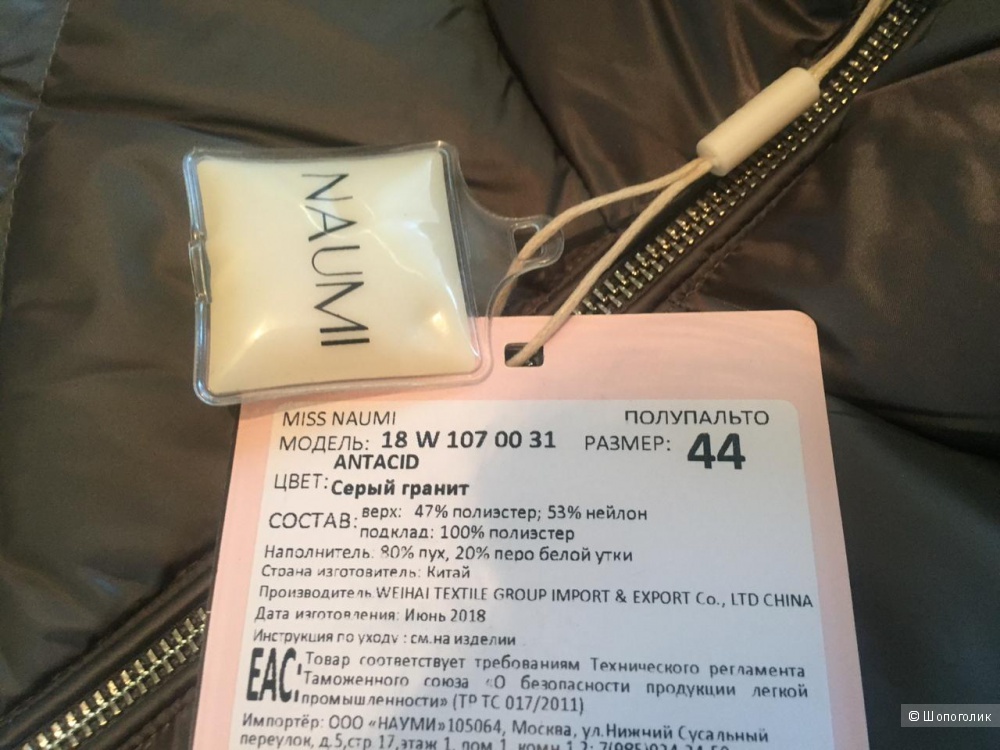 NAUMI
MISS NAUMI ПОЛУПАЛЬТО
МОДЕЛЬ: 18 W 107 00 31 РАЗМЕР: 44
ANTACID
ЦВЕТ: Серый гранит
СОСТАВ: верх: 47% полиэстер; 53% нейлон
подклад: 100% полиэстер
Наполнитель: 80% пух, 20% перо белой утки
Страна изготовитель: Китай
Производитель WEIHAI TEXTILE GROUP IMPORT & EXPORT Co., LTD CHINA
Дата изготовления: Июнь 2018
Инструкция по уходу : см. на изделии
EAC: Товар соответствует требованиям Технического регламента
Таможенного союза «О безопасности продукции легкой
промышленности» (ТР ТС 017/2011)
Импортёр: ООО «НАУМИ» 105064, Москва, ул.Нижний Сусальный
переулок, д.5, стр 17, этаж 1, пом 1, комн 1,2;
© Шопоголик